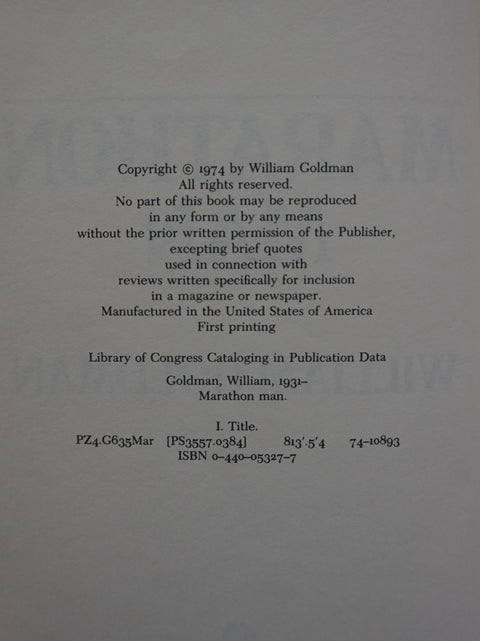 Copyright © 1974 by William Goldman
All rights reserved.
No part of this book may be reproduced
in any form or by any means
without the prior written permission of the Publisher,
excepting brief quotes
used in connection with
reviews written specifically for inclusion
in a magazine or newspaper.
Manufactured in the United States of America
First printing
Library of Congress Cataloging in Publication Data
Goldman, William, 1931–
Marathon man.
I. Title.
PZ4.G635Mar [PS3557.0384] 813'.5'4 74-10893
ISBN 0-440-05327-7